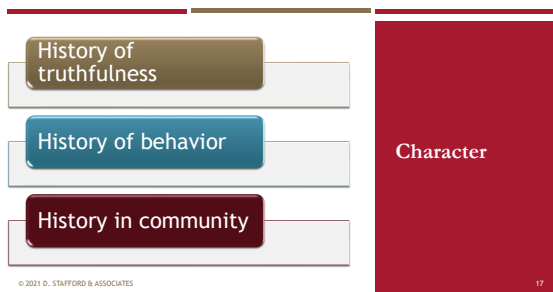 History of
truthfulness
History of behavior
History in community
Character
© 2021 D. STAFFORD & ASSOCIATES
17